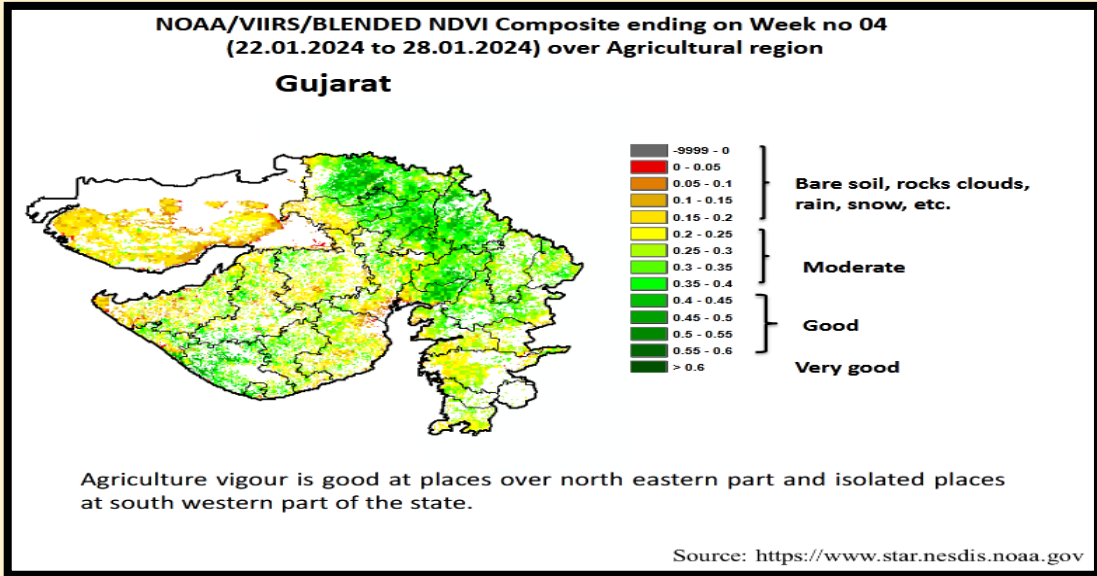 NOAA/VIIRS/BLENDED NDVI Composite ending on Week no 04
(22.01.2024 to 28.01.2024) over Agricultural region
Gujarat
-9999 - 0
0 - 0.05
0.05 - 0.1
0.1 - 0.15
0.15 - 0.2
0.2 - 0.25
0.25 - 0.3
0.3 - 0.35
0.35 - 0.4
0.4 - 0.45
0.45 - 0.5
0.5 - 0.55
0.55 - 0.6
> 0.6
Bare soil, rocks clouds,
rain, snow, etc.
Moderate
Good
Very good
Agriculture vigour is good at places over north eastern part and isolated places
at south western part of the state.
Source: https://www.star.nesdis.noaa.gov